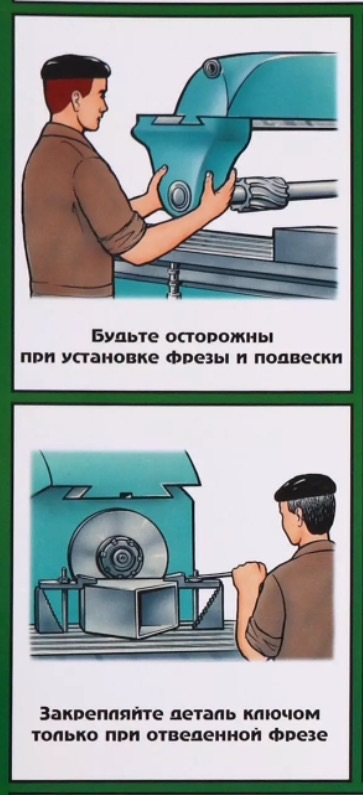 Будьте осторожны
при установке фрезы и подвески
Закрепляйте деталь ключом
только при отведенной фрезе